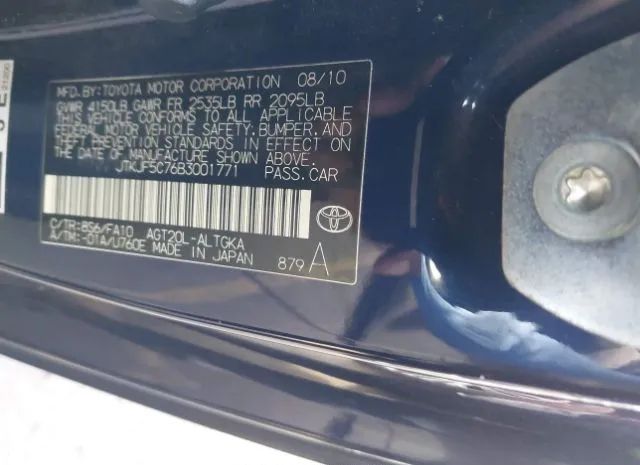 MFD. BY: TOYOTA MOTOR CORPORATION 08/10
GVWR 4150LB GAWR FR 2535LB RR 2095LB
THIS VEHICLE CONFORMS TO ALL APPLICABLE
FEDERAL MOTOR VEHICLE SAFETY, BUMPER, AND
THEFT PREVENTION STANDARDS IN EFFECT ON
THE DATE OF MANUFACTURE SHOWN ABOVE.
JTKJF5C76B3001771 PASS. CAR
C/TR: 8S6/FA10 AGT20L-ALTGKA
A/TM: -01A/U760E MADE IN JAPAN
879 A